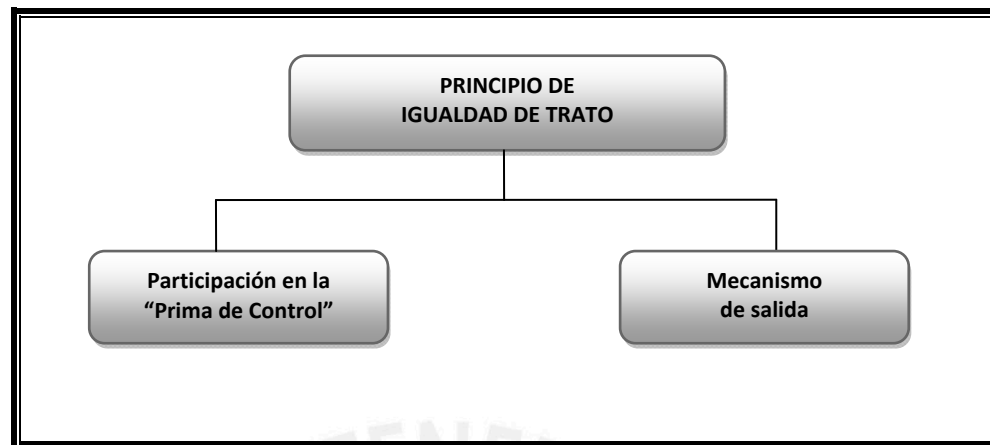 PRINCIPIO DE
IGUALDAD DE TRATO
Participación en la
“Prima de Control”
Mecanismo
de salida